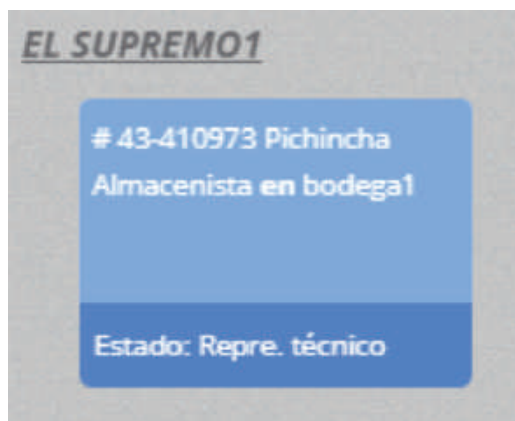 EL SUPREMO1
# 43-410973 Pichincha
Almacenista en bodega1
Estado: Repre. técnico